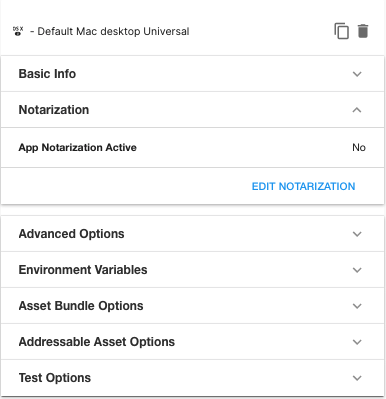 OS X - Default Mac desktop Universal
Basic Info
Notarization
App Notarization Active No
EDIT NOTARIZATION
Advanced Options
Environment Variables
Asset Bundle Options
Addressable Asset Options
Test Options